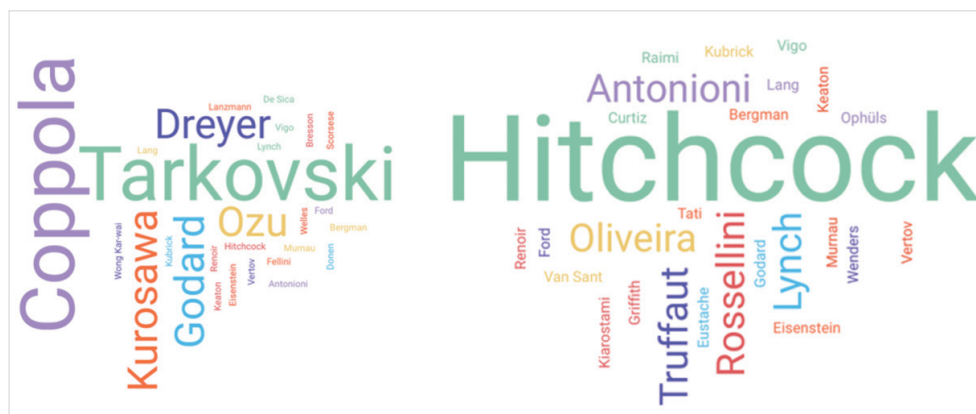 Coppola
Tarkovski
Dreyer
Lanzmann
De Sica
Vigo
Lynch
Bresson
Scorsese
Lang
Wong Kar-wai
Kurosawa
Kubrick
Godard
Ozu
Welles
Ford
Bergman
Renoir
Hitchcock
Murnau
Donen
Keaton
Eisenstein
Vertov
Fellini
Antonioni
Hitchcock
Raimi
Kubrick
Vigo
Antonioni
Lang
Keaton
Curtiz
Bergman
Ophüls
Renoir
Ford
Oliveira
Tati
Rossellini
Godard
Lynch
Murnau
Wenders
Vertov
Van Sant
Kiarostami
Griffith
Truffaut
Eustache
Eisenstein